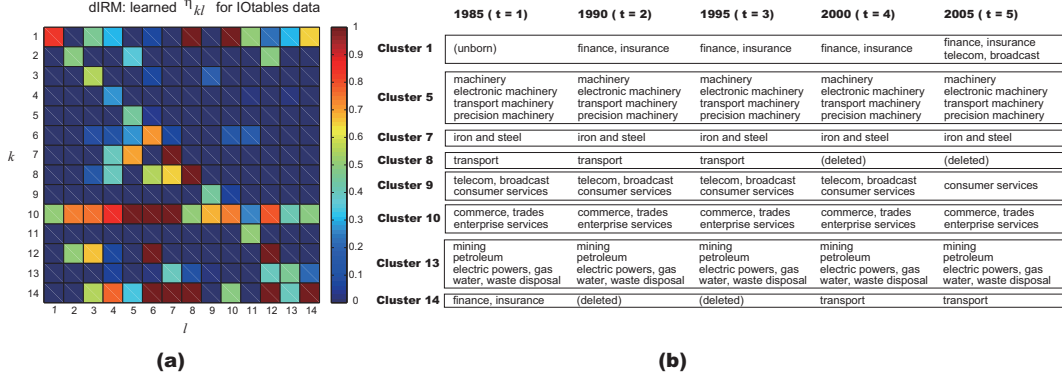 dIRM: learned η_kl for IOtables data
1
2
3
4
5
6
7
8
9
10
11
12
13
14
k
1 2 3 4 5 6 7 8 9 10 11 12 13 14
l
1
0.9
0.8
0.7
0.6
0.5
0.4
0.3
0.2
0.1
0
(a)
1985 ( t = 1) 1990 ( t = 2) 1995 ( t = 3) 2000 ( t = 4) 2005 ( t = 5)
Cluster 1 (unborn) finance, insurance finance, insurance finance, insurance finance, insurance
telecom, broadcast
machinery machinery machinery machinery machinery
Cluster 5 electronic machinery electronic machinery electronic machinery electronic machinery electronic machinery
transport machinery transport machinery transport machinery transport machinery transport machinery
precision machinery precision machinery precision machinery precision machinery precision machinery
Cluster 7 iron and steel iron and steel iron and steel iron and steel iron and steel
Cluster 8 transport transport transport (deleted) (deleted)
Cluster 9 telecom, broadcast telecom, broadcast telecom, broadcast telecom, broadcast consumer services
consumer services consumer services consumer services consumer services
Cluster 10 commerce, trades commerce, trades commerce, trades commerce, trades commerce, trades
enterprise services enterprise services enterprise services enterprise services enterprise services
mining mining mining mining mining
Cluster 13 petroleum petroleum petroleum petroleum petroleum
electric powers, gas electric powers, gas electric powers, gas electric powers, gas electric powers, gas
water, waste disposal water, waste disposal water, waste disposal water, waste disposal water, waste disposal
Cluster 14 finance, insurance (deleted) (deleted) transport transport
(b)